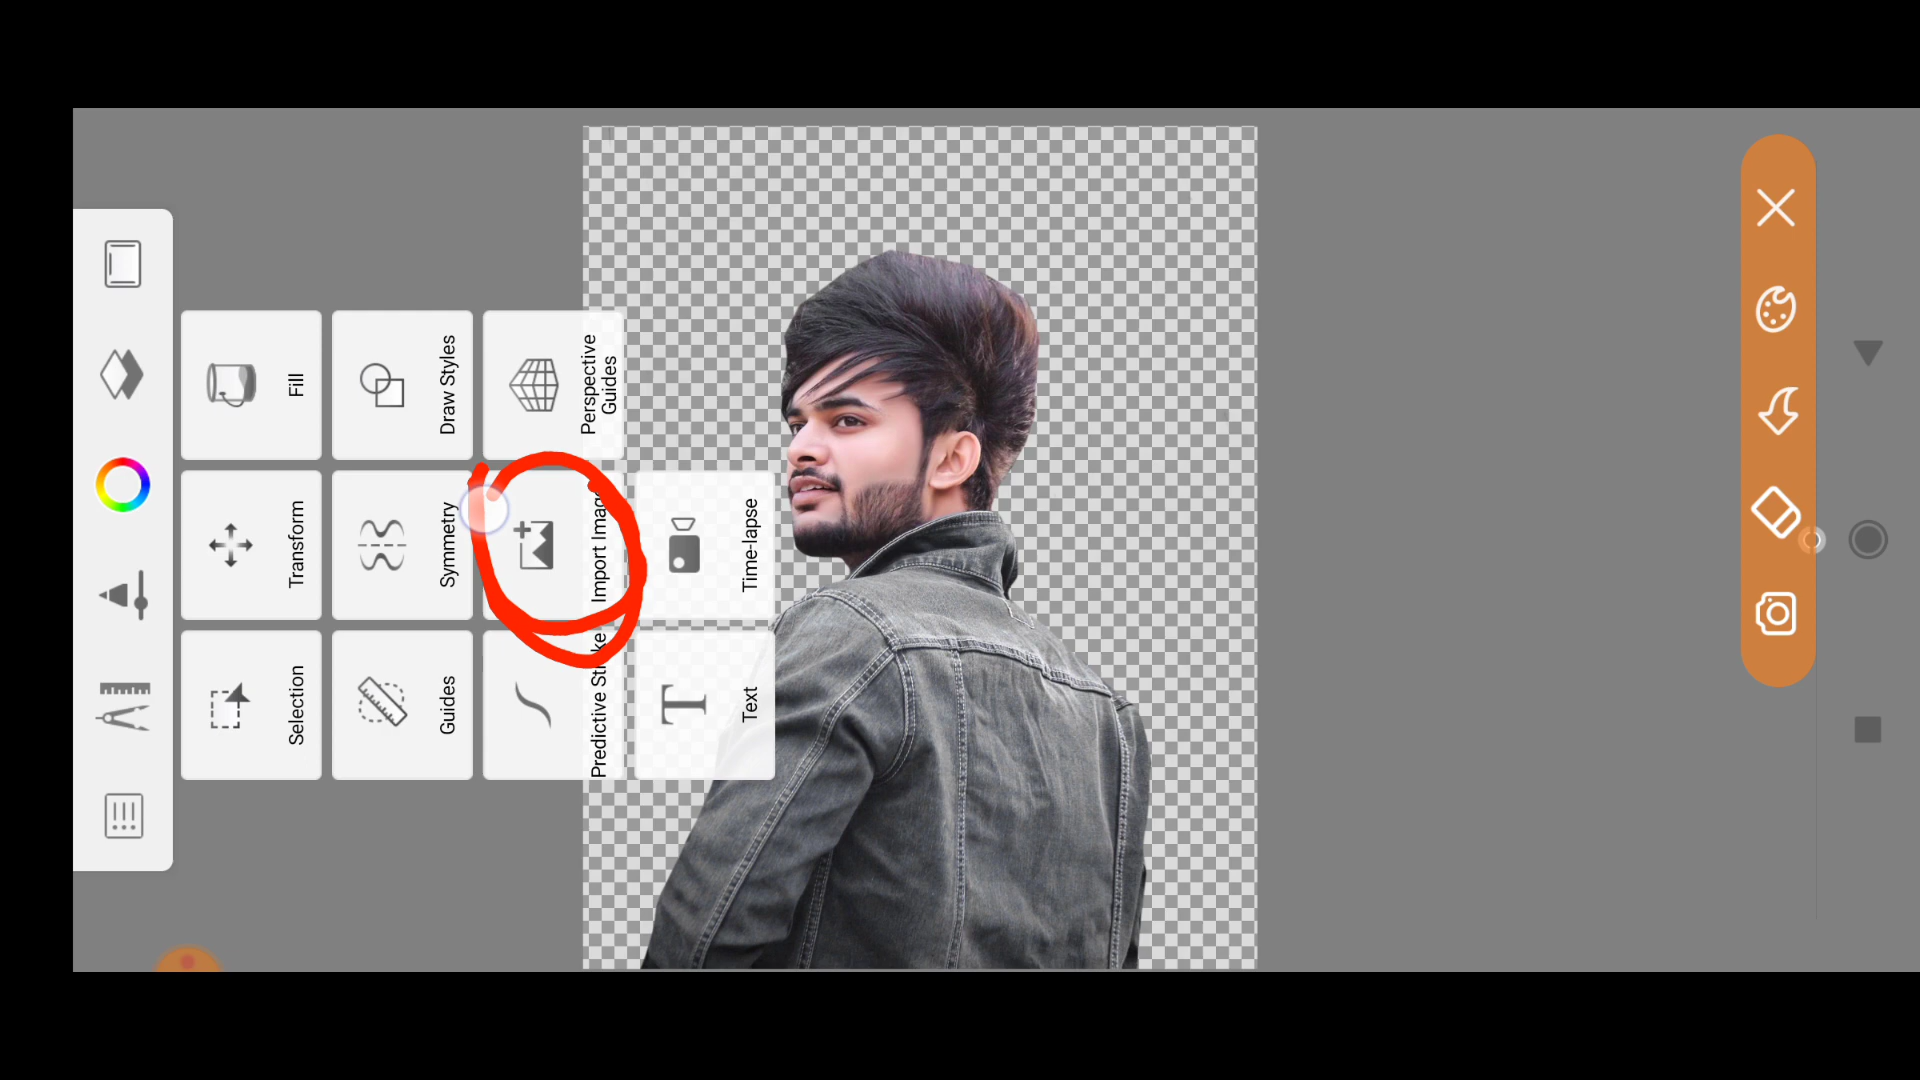 Fill
Draw Styles
Perspective
Guides
Transform
Symmetry
Import Image
Time-lapse
Selection
Guides
Predictive Stroke
Text